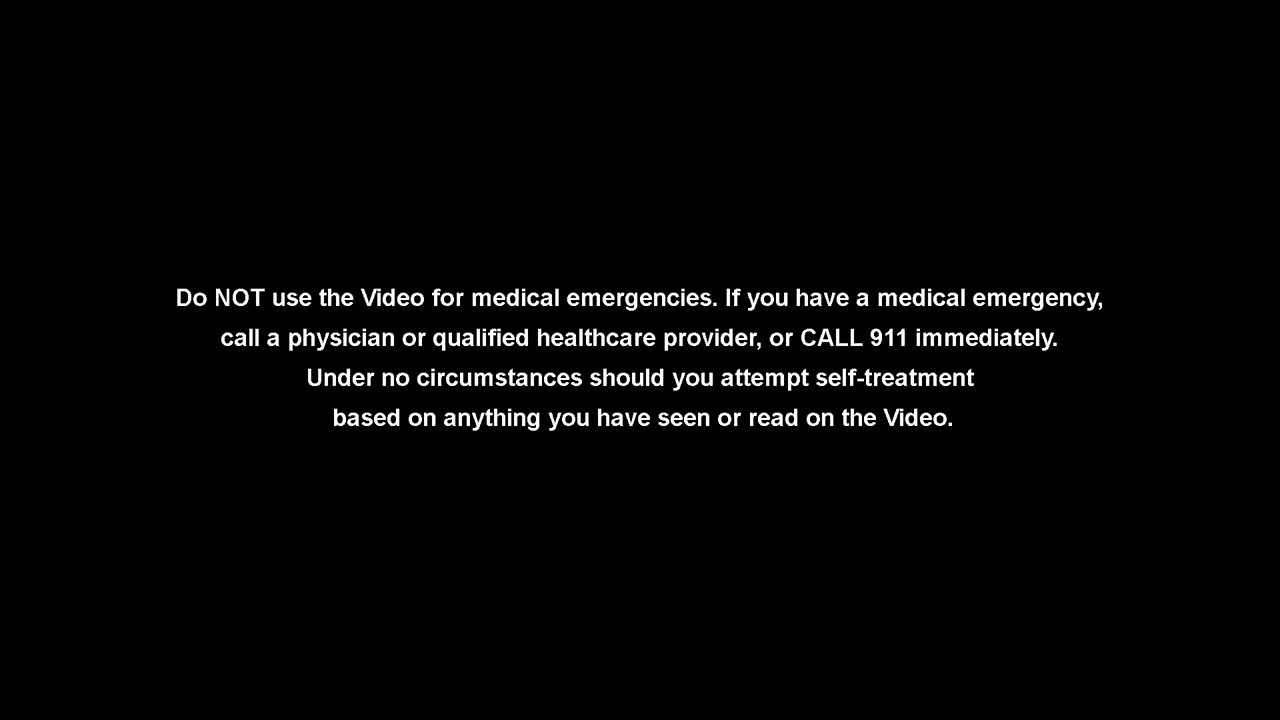 Do NOT use the Video for medical emergencies. If you have a medical emergency,
call a physician or qualified healthcare provider, or CALL 911 immediately.
Under no circumstances should you attempt self-treatment
based on anything you have seen or read on the Video.